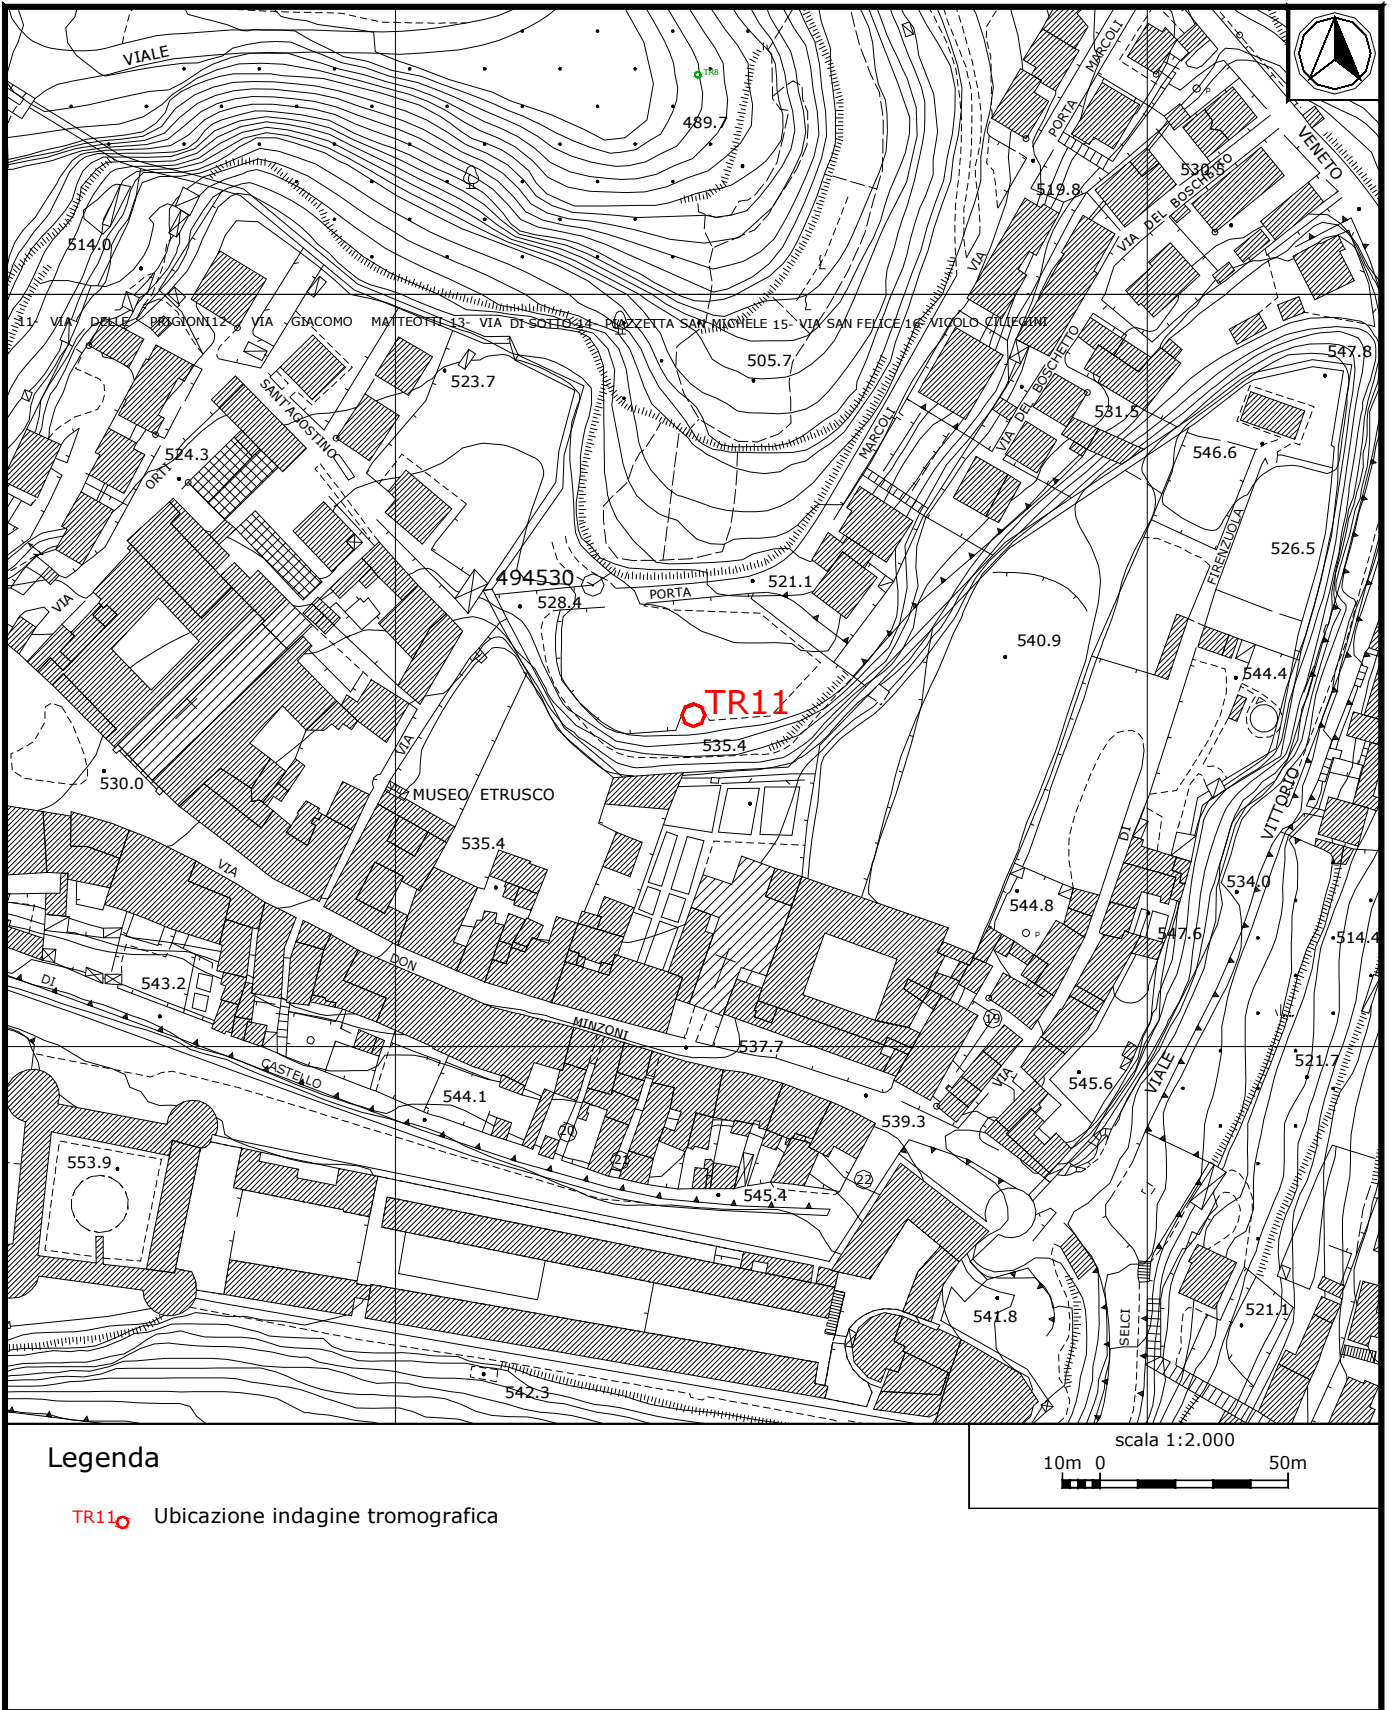 VIALE
TR8
489.7
MARCOLI
PORTA
P
VENETO
530.5
519.8
VIA DEL BOSCHETTO
514.0
VIA
11- VIA DELLE PRIGIONI 12- VIA GIACOMO MATTEOTTI 13- VIA DI SOTTO 14- PIAZZETTA SAN MICHELE 15- VIA SAN FELICE 16- VICOLO CILIEGINI
547.8
505.7
523.7
SANT'AGOSTINO
VIA DEL BOSCHETTO
531.5
MARCOLI
546.6
524.3
ORTI
FIRENZUOLA
526.5
494530
521.1
528.4
PORTA
VIA
540.9
544.4
TR11
535.4
VIA
530.0
MUSEO ETRUSCO
VITTORIO
535.4
DI
VIA
534.0
544.8
P
547.6
514.4
DON
DI
543.2
19
MINZONI
537.7
521.7
CASTELLO
VIA
VIALE
545.6
544.1
539.3
20
21
553.9
22
545.4
541.8
SELCI
521.1
542.3
Legenda
TR11 Ubicazione indagine tromografica
scala 1:2.000
10m 0 50m